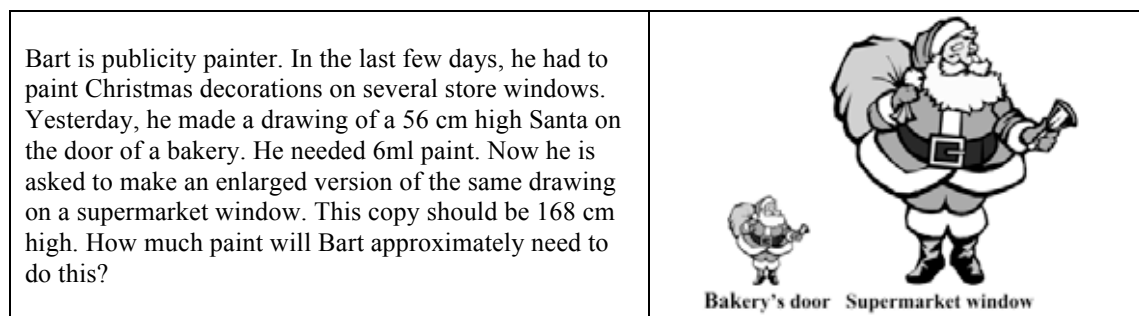 Bart is publicity painter. In the last few days, he had to
paint Christmas decorations on several store windows.
Yesterday, he made a drawing of a 56 cm high Santa on
the door of a bakery. He needed 6ml paint. Now he is
asked to make an enlarged version of the same drawing
on a supermarket window. This copy should be 168 cm
high. How much paint will Bart approximately need to
do this?
Bakery's door Supermarket window